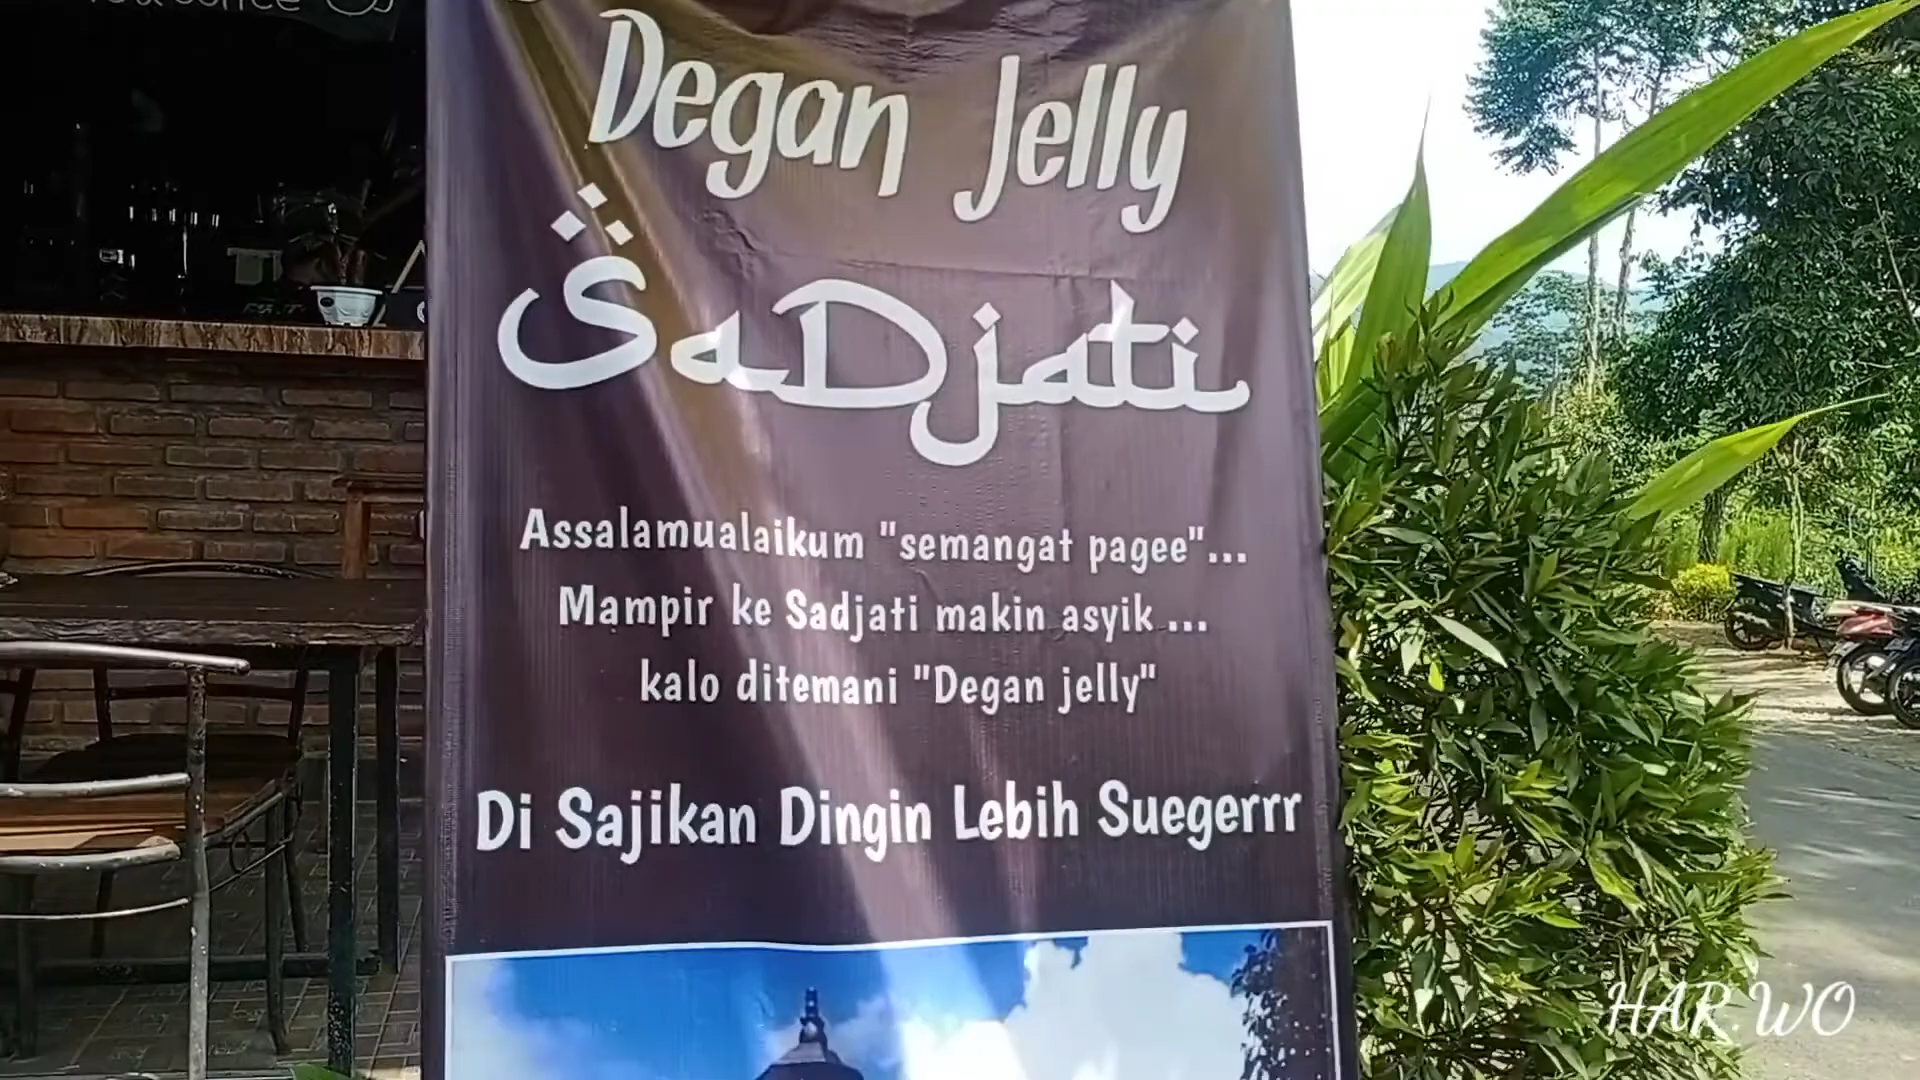 Degan Jelly
SaDjati
Assalamualaikum "semangat pagee"...
Mampir ke Sadjati makin asyik ...
kalo ditemani "Degan jelly"
Di Sajikan Dingin Lebih Suegerrr
HAR.WO